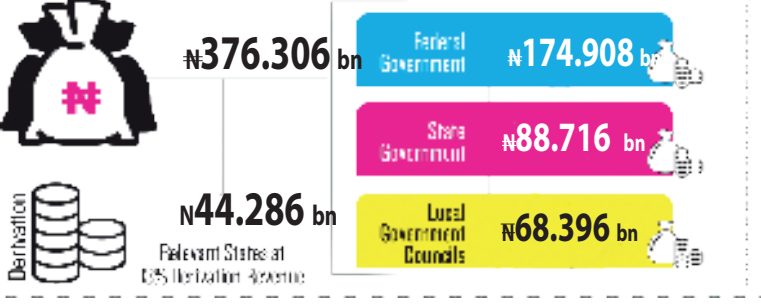 ₦
₦376.306 bn
Federal
Government
₦174.908 bn
State
Government
₦88.716 bn
Local
Government
Councils
₦68.396 bn
Derivation
N44.286 bn
Relevant States at
13% Derivation Revenue